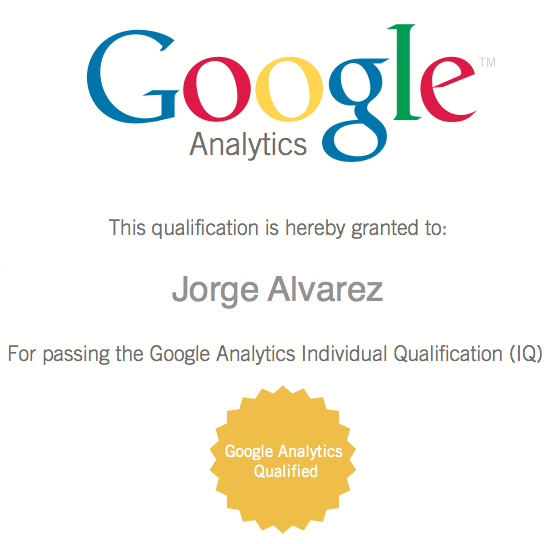 Google™
Analytics
This qualification is hereby granted to:
Jorge Alvarez
For passing the Google Analytics Individual Qualification (IQ)
Google Analytics
Qualified